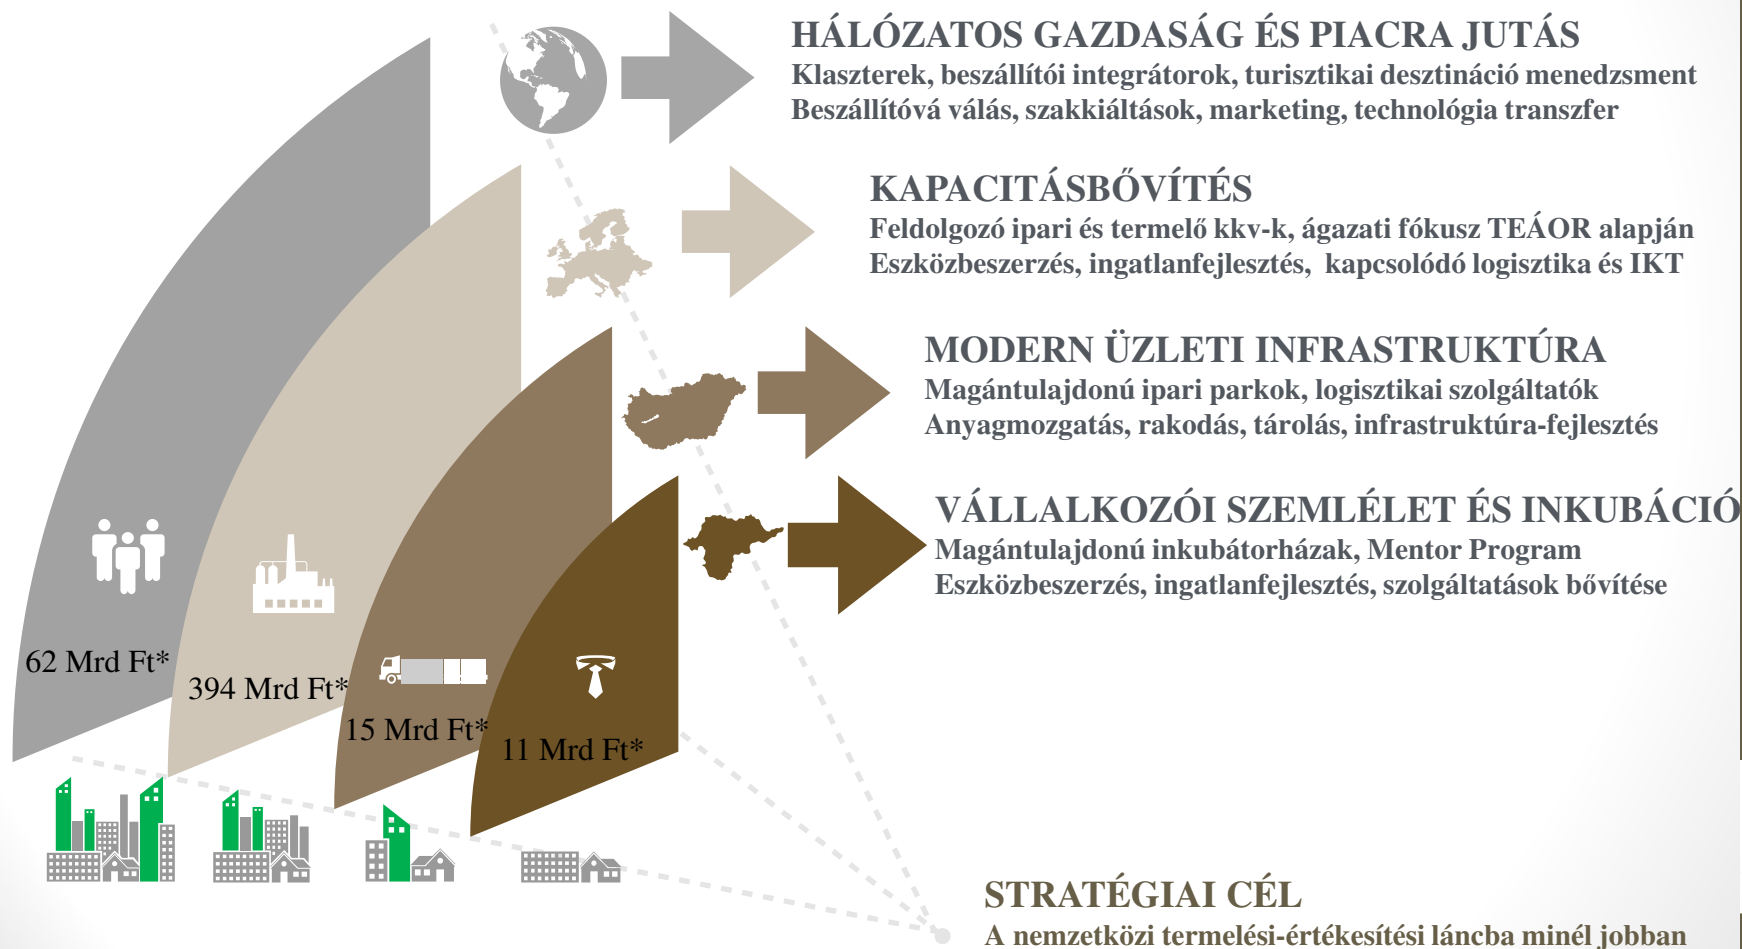 HÁLÓZATOS GAZDASÁG ÉS PIACRA JUTÁS
Klaszterek, beszállítói integrátorok, turisztikai desztináció menedzsment
Beszállítóvá válás, szakkiáltások, marketing, technológia transzfer
KAPACITÁSBŐVÍTÉS
Feldolgozó ipari és termelő kkv-k, ágazati fókusz TEÁOR alapján
Eszközbeszerzés, ingatlanfejlesztés, kapcsolódó logisztika és IKT
MODERN ÜZLETI INFRASTRUKTÚRA
Magántulajdonú ipari parkok, logisztikai szolgáltatók
Anyagmozgatás, rakodás, tárolás, infrastruktúra-fejlesztés
VÁLLALKOZÓI SZEMLÉLET ÉS INKUBÁCIÓ
Magántulajdonú inkubátorházak, Mentor Program
Eszközbeszerzés, ingatlanfejlesztés, szolgáltatások bővítése
62 Mrd Ft*
394 Mrd Ft*
15 Mrd Ft*
11 Mrd Ft*
STRATÉGIAI CÉL
A nemzetközi termelési-értékesítési láncba minél jobban